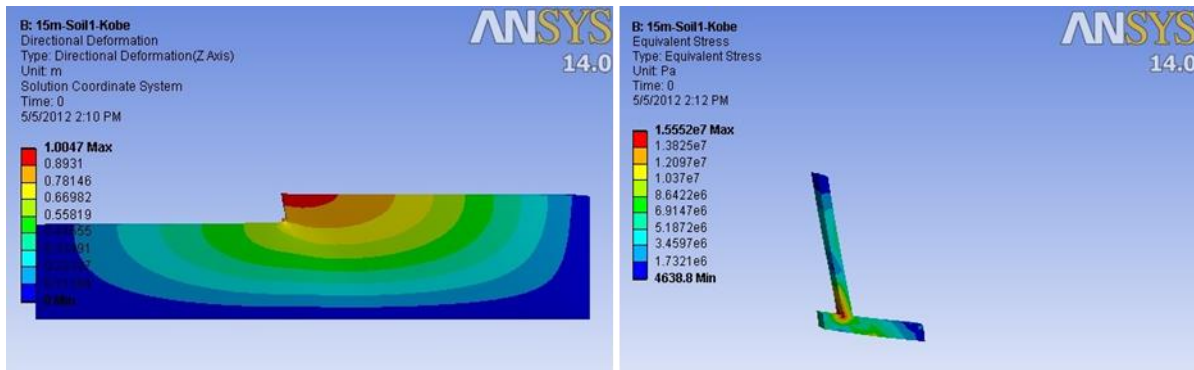 B: 15m-Soil1-Kobe
Directional Deformation
Type: Directional Deformation(Z Axis)
Unit: m
Solution Coordinate System
Time: 0
5/5/2012 2:10 PM
ANSYS
14.0
1.0047 Max
0.8931
0.78146
0.66982
0.55819
0 Min
B: 15m-Soil1-Kobe
Equivalent Stress
Type: Equivalent Stress
Unit: Pa
Time: 0
5/5/2012 2:12 PM
ANSYS
14.0
1.5552e7 Max
1.3825e7
1.2097e7
1.037e7
8.6422e6
6.9147e6
5.1872e6
3.4597e6
1.7321e6
4638.8 Min